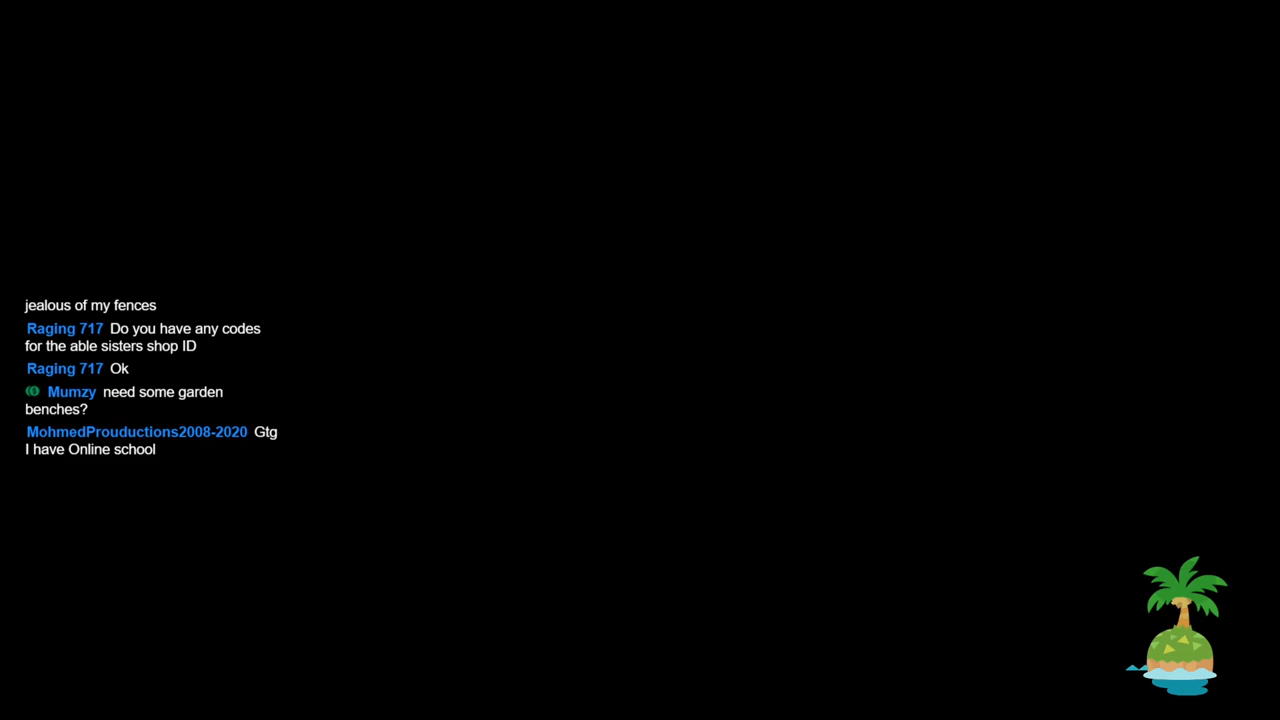 jealous of my fences
Raging 717 Do you have any codes
for the able sisters shop ID
Raging 717 Ok
Mumzy need some garden
benches?
MohmedProuductions2008-2020 Gtg
I have Online school